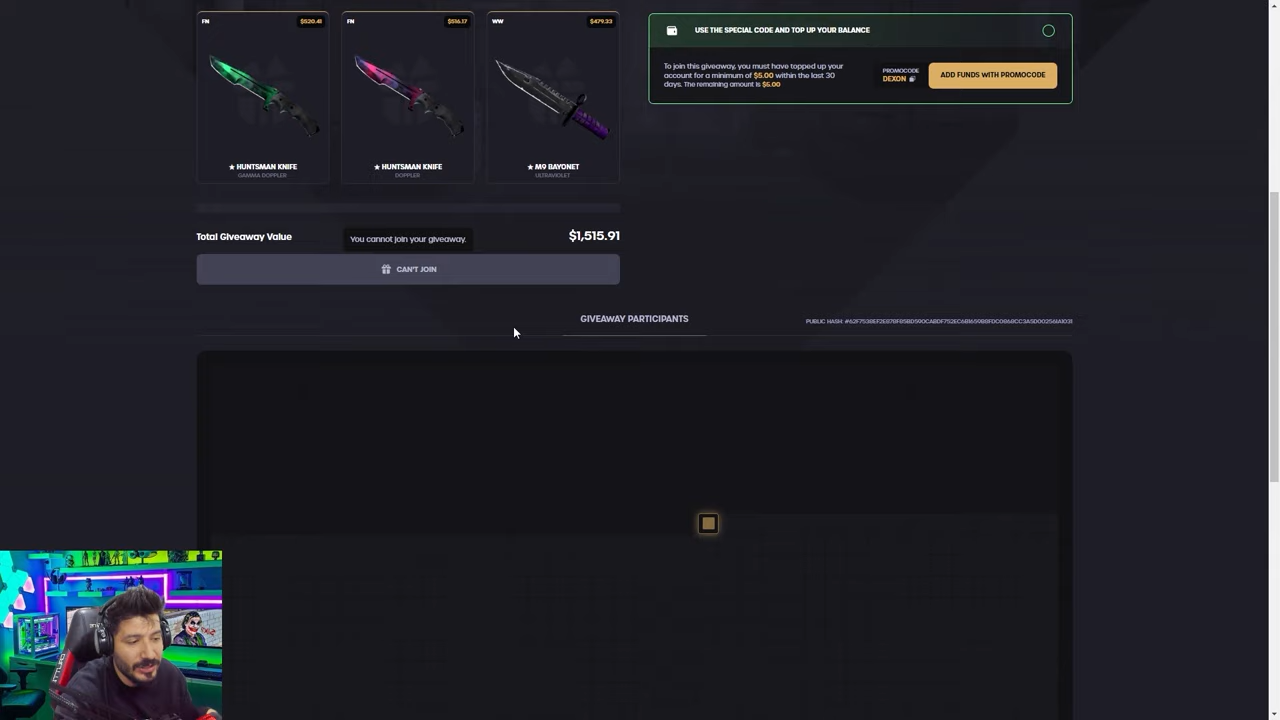 FN
$520.41
FN
$516.17
WW
$479.33
★ HUNTSMAN KNIFE
GAMMA DOPPLER
★ HUNTSMAN KNIFE
DOPPLER
★ M9 BAYONET
ULTRAVIOLET
USE THE SPECIAL CODE AND TOP UP YOUR BALANCE
To join this giveaway, you must have topped up your
account for a minimum of $5.00 within the last 30
days. The remaining amount is $5.00
PROMOCODE
DEXON
ADD FUNDS WITH PROMOCODE
Total Giveaway Value
You cannot join your giveaway.
$1,515.91
CAN'T JOIN
GIVEAWAY PARTICIPANTS
PUBLIC HASH: